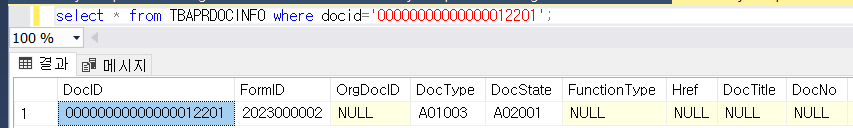 select * from TBAPRDOCINFO where docid='00000000000000012201';
100 %
결과 메시지
DocID FormID OrgDocID DocType DocState FunctionType Href DocTitle DocNo
1 00000000000000012201 2023000002 NULL A01003 A02001 NULL NULL NULL NULL